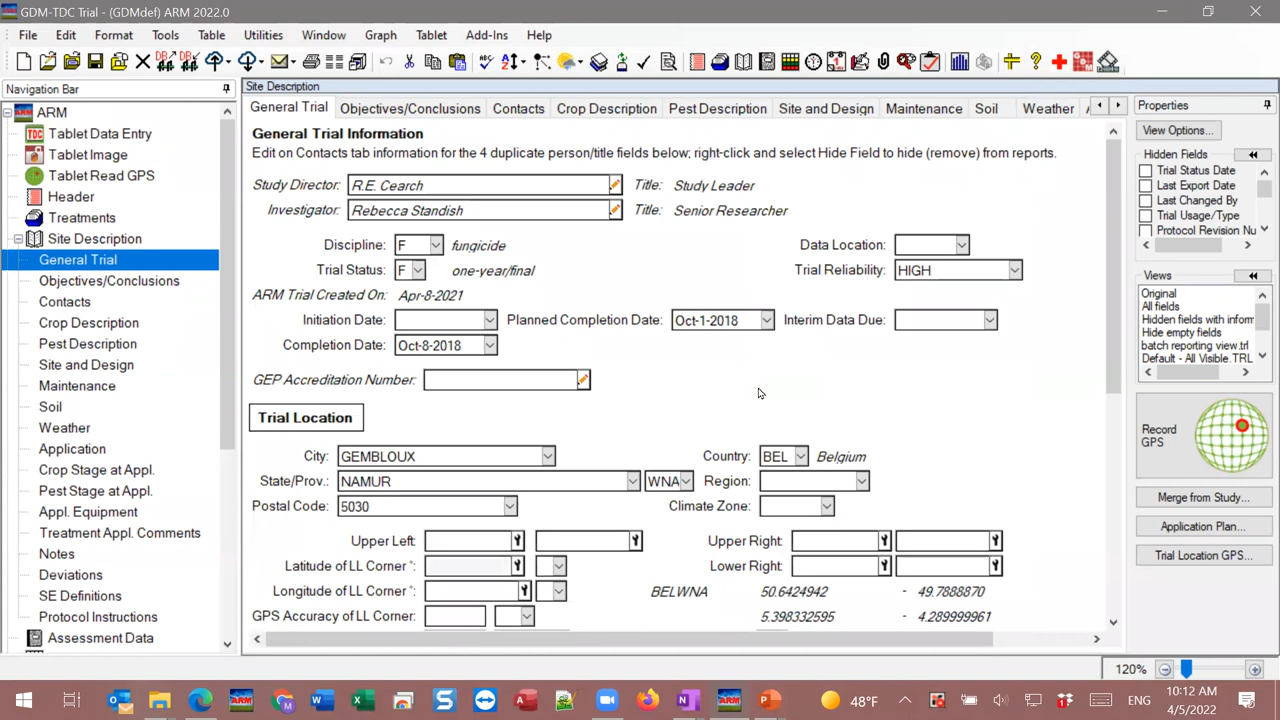 GDM-TDC Trial - (GDMdef) ARM 2022.0
File Edit Format Tools Table Utilities Window Graph Tablet Add-Ins Help
Navigation Bar
ARM
TDC Tablet Data Entry
Tablet Image
Tablet Read GPS
Header
Treatments
Site Description
General Trial
Objectives/Conclusions
Contacts
Crop Description
Pest Description
Site and Design
Maintenance
Soil
Weather
Application
Crop Stage at Appl.
Pest Stage at Appl.
Appl. Equipment
Treatment Appl. Comments
Notes
Deviations
SE Definitions
Protocol Instructions
Assessment Data
Site Description
General Trial Objectives/Conclusions Contacts Crop Description Pest Description Site and Design Maintenance Soil Weather
General Trial Information
Edit on Contacts tab information for the 4 duplicate person/title fields below; right-click and select Hide Field to hide (remove) from reports.
Study Director: R.E. Cearch Title: Study Leader
Investigator: Rebecca Standish Title: Senior Researcher
Discipline: F fungicide Data Location:
Trial Status: F one-year/final Trial Reliability: HIGH
ARM Trial Created On: Apr-8-2021
Initiation Date: Planned Completion Date: Oct-1-2018 Interim Data Due:
Completion Date: Oct-8-2018
GEP Accreditation Number:
Trial Location
City: GEMBLOUX Country: BEL Belgium
State/Prov.: NAMUR WNA Region:
Postal Code: 5030 Climate Zone:
Upper Left: Upper Right:
Latitude of LL Corner °: Lower Right:
Longitude of LL Corner °: BELWNA 50.6424942 - 49.7888870
GPS Accuracy of LL Corner: 5.398332595 - 4.289999961
Properties
View Options...
Hidden Fields
Trial Status Date
Last Export Date
Last Changed By
Trial Usage/Type
Protocol Revision Nu
Views
Original
All fields
Hidden fields with inform
Hide empty fields
batch reporting view.trl
Default - All Visible.TRL
Record GPS
Merge from Study...
Application Plan...
Trial Location GPS...
120%
48°F ENG 10:12 AM
4/5/2022